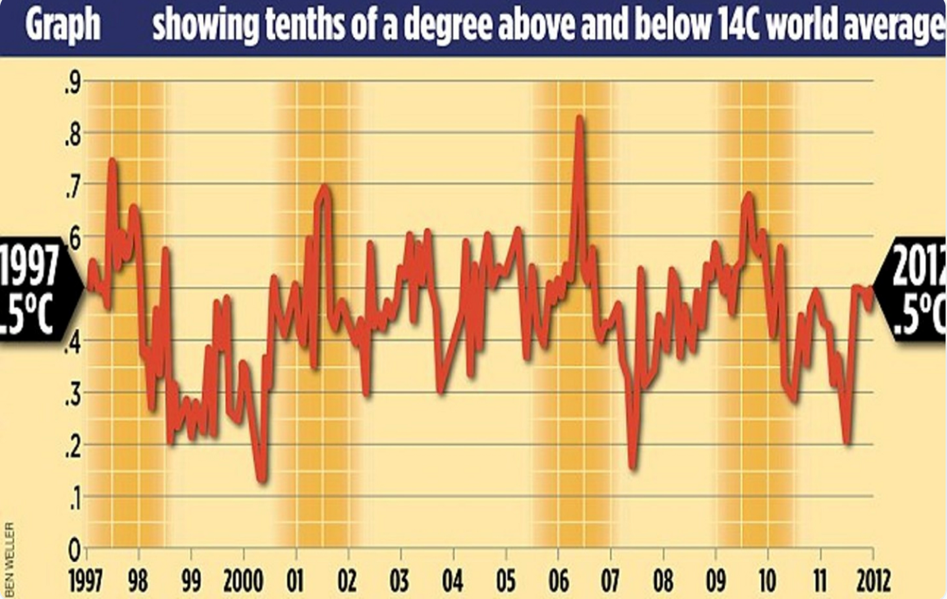 Graph showing tenths of a degree above and below 14C world average
.9
.8
.7
.6
.4
.3
.2
.1
0
1997
.5°C
2012
.5°C
1997 98 99 2000 01 02 03 04 05 06 07 08 09 10 11 2012
BEN WELLER